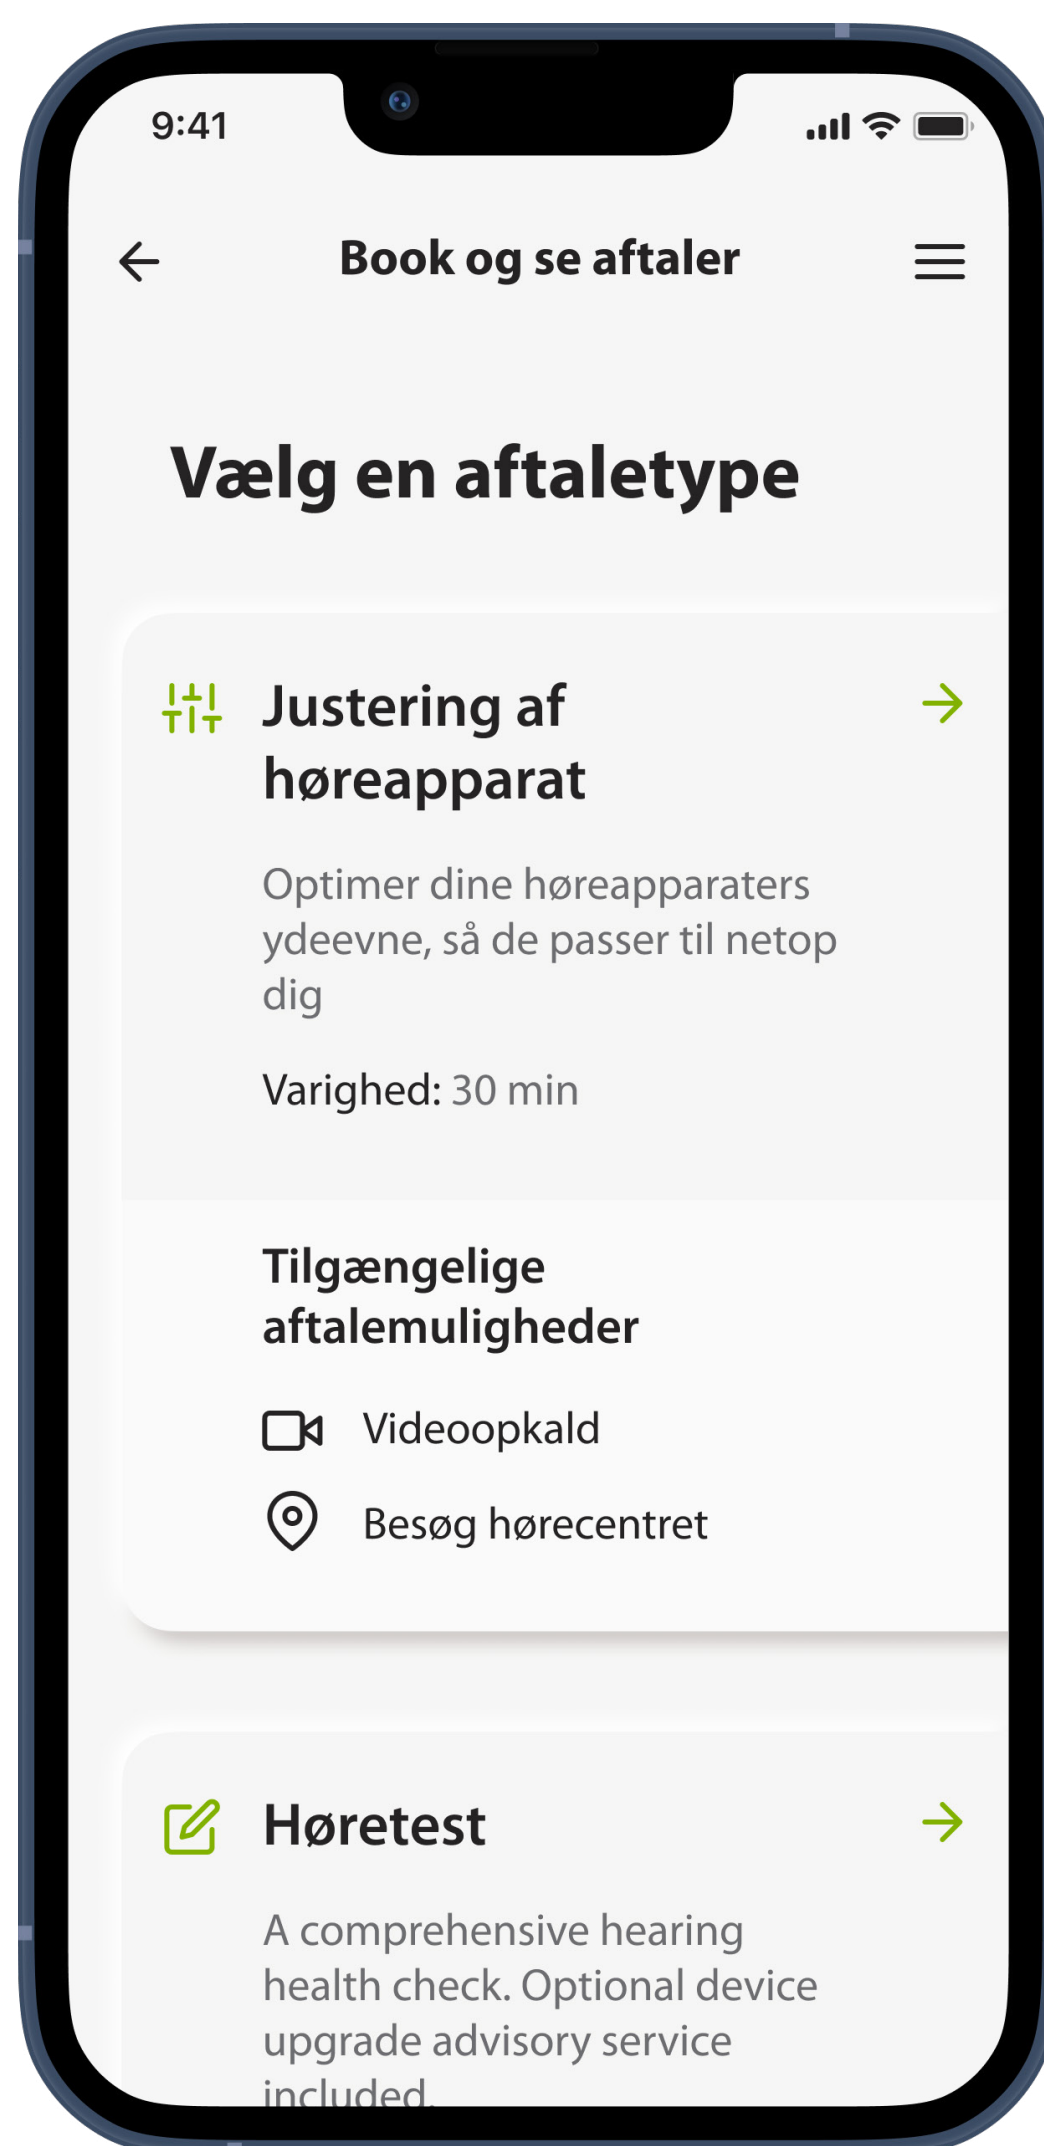 9:41
Book og se aftaler
Vælg en aftaletype
Justering af
høreapparat
Optimer dine høreapparaters
ydeevne, så de passer til netop
dig
Varighed: 30 min
Tilgængelige
aftalemuligheder
Videoopkald
Besøg hørecentret
Høretest
A comprehensive hearing
health check. Optional device
upgrade advisory service
included.